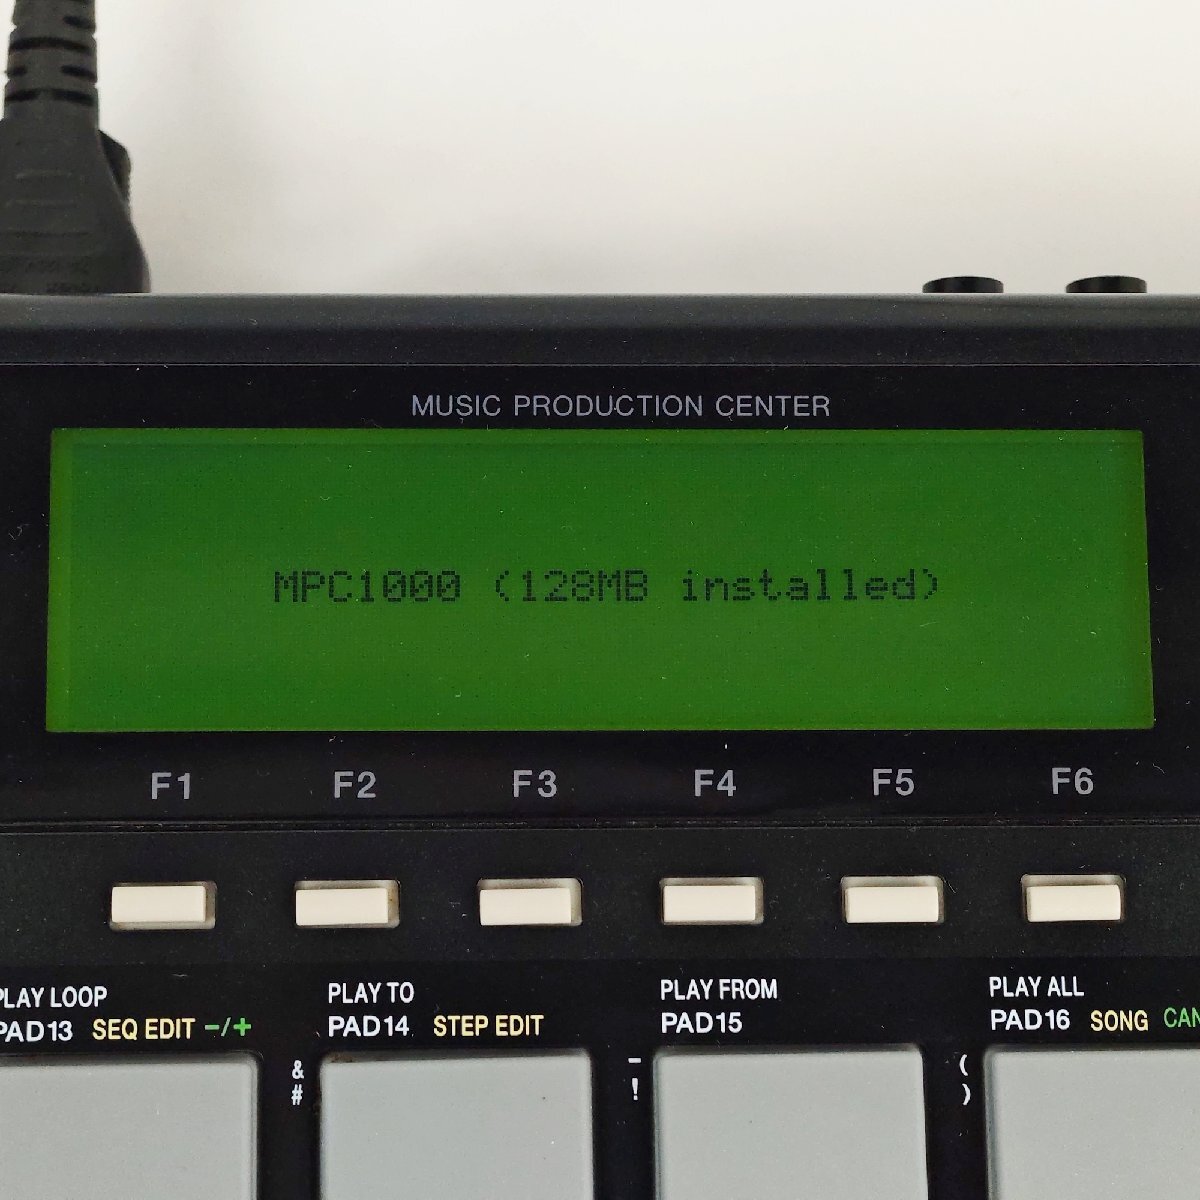 MUSIC PRODUCTION CENTER
MPC1000 (128MB installed)
F1 F2 F3 F4 F5 F6
PLAY LOOP PLAY TO PLAY FROM PLAY ALL
PAD13 SEQ EDIT -/+ PAD14 STEP EDIT PAD15 PAD16 SONG CAN
& - (
# ! )